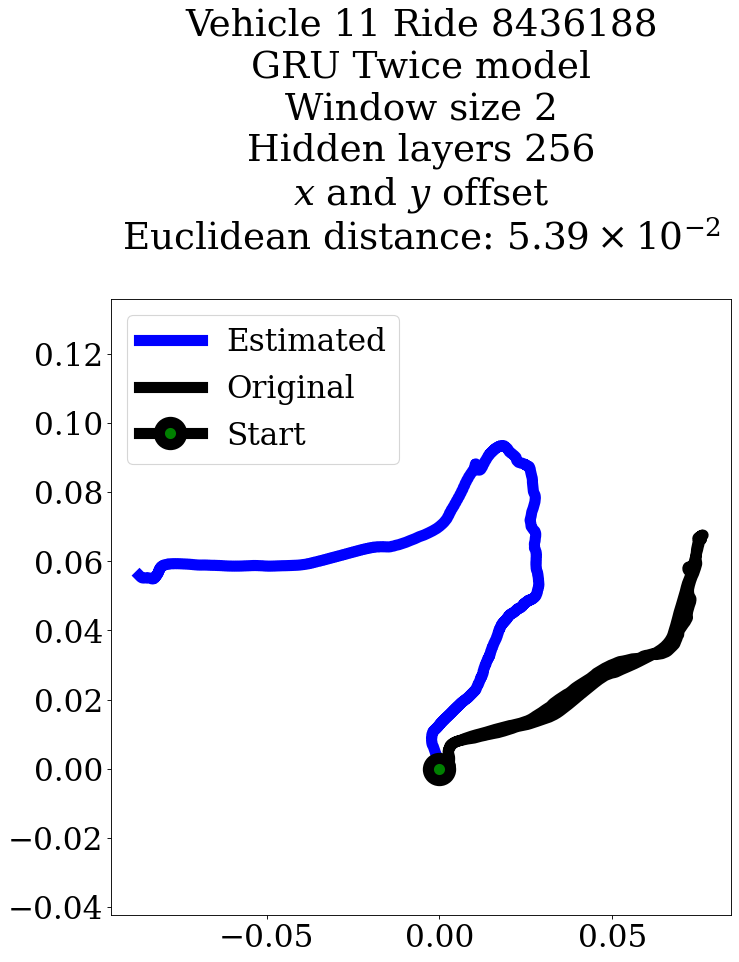 Vehicle 11 Ride 8436188
GRU Twice model
Window size 2
Hidden layers 256
x and y offset
Euclidean distance: 5.39 × 10⁻²
Estimated
Original
Start
0.12
0.10
0.08
0.06
0.04
0.02
0.00
−0.02
−0.04
−0.05 0.00 0.05